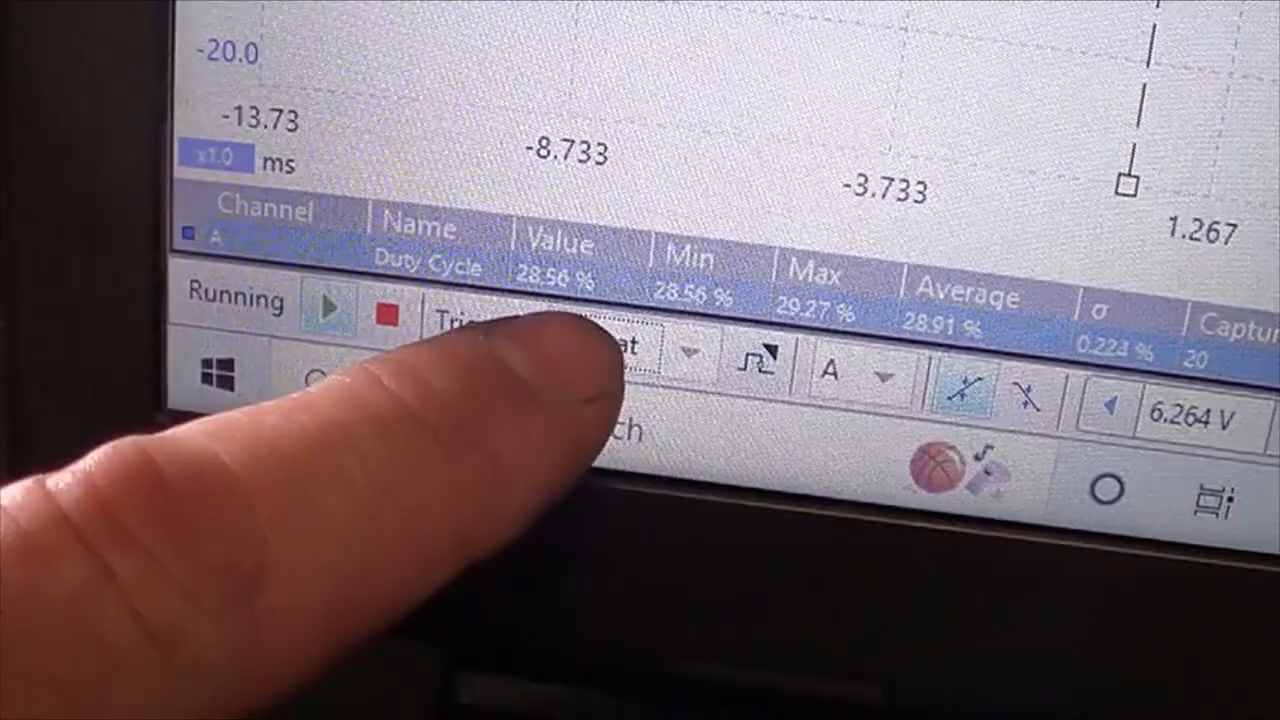 -20.0
-13.73 -8.733 -3.733 1.267
x1.0 ms
Channel Name Value Min Max Average σ
A Duty Cycle 28.56 % 28.56 % 29.27 % 28.91 % 0.224 % 20
Running A 6.264 V